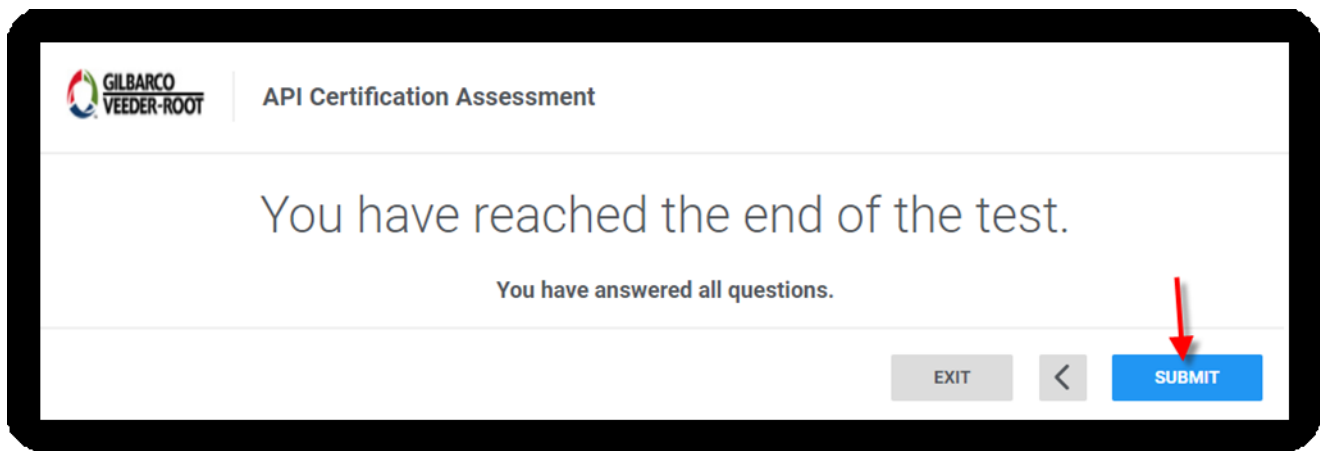 GILBARCO
VEEDER-ROOT
API Certification Assessment
You have reached the end of the test.
You have answered all questions.
EXIT
SUBMIT